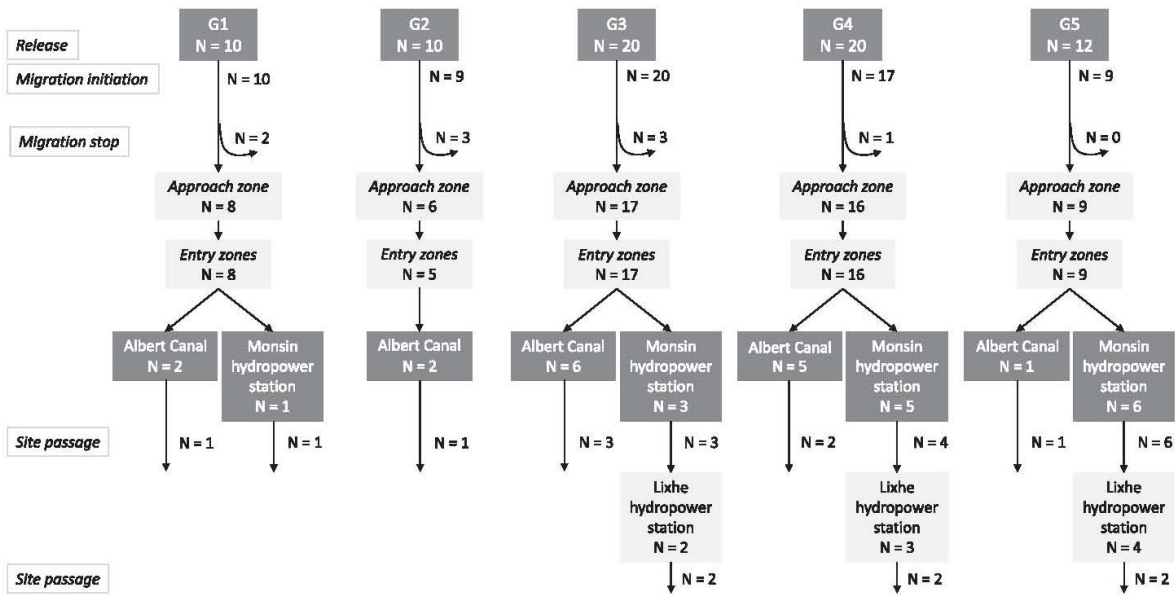 G1
N = 10
G2
N = 10
G3
N = 20
G4
N = 20
G5
N = 12
Release
Migration initiation
N = 10
N = 9
N = 20
N = 17
N = 9
Migration stop
N = 2
N = 3
N = 3
N = 1
N = 0
Approach zone
N = 8
Approach zone
N = 6
Approach zone
N = 17
Approach zone
N = 16
Approach zone
N = 9
Entry zones
N = 8
Entry zones
N = 5
Entry zones
N = 17
Entry zones
N = 16
Entry zones
N = 9
Albert Canal
N = 2
Monsin
hydropower
station
N = 1
Albert Canal
N = 2
Albert Canal
N = 6
Monsin
hydropower
station
N = 3
Albert Canal
N = 5
Monsin
hydropower
station
N = 5
Albert Canal
N = 1
Monsin
hydropower
station
N = 6
Site passage
N = 1
N = 1
N = 1
N = 3
N = 3
N = 2
N = 4
N = 1
N = 6
Lixhe
hydropower
station
N = 2
Lixhe
hydropower
station
N = 3
Lixhe
hydropower
station
N = 4
Site passage
N = 2
N = 2
N = 2